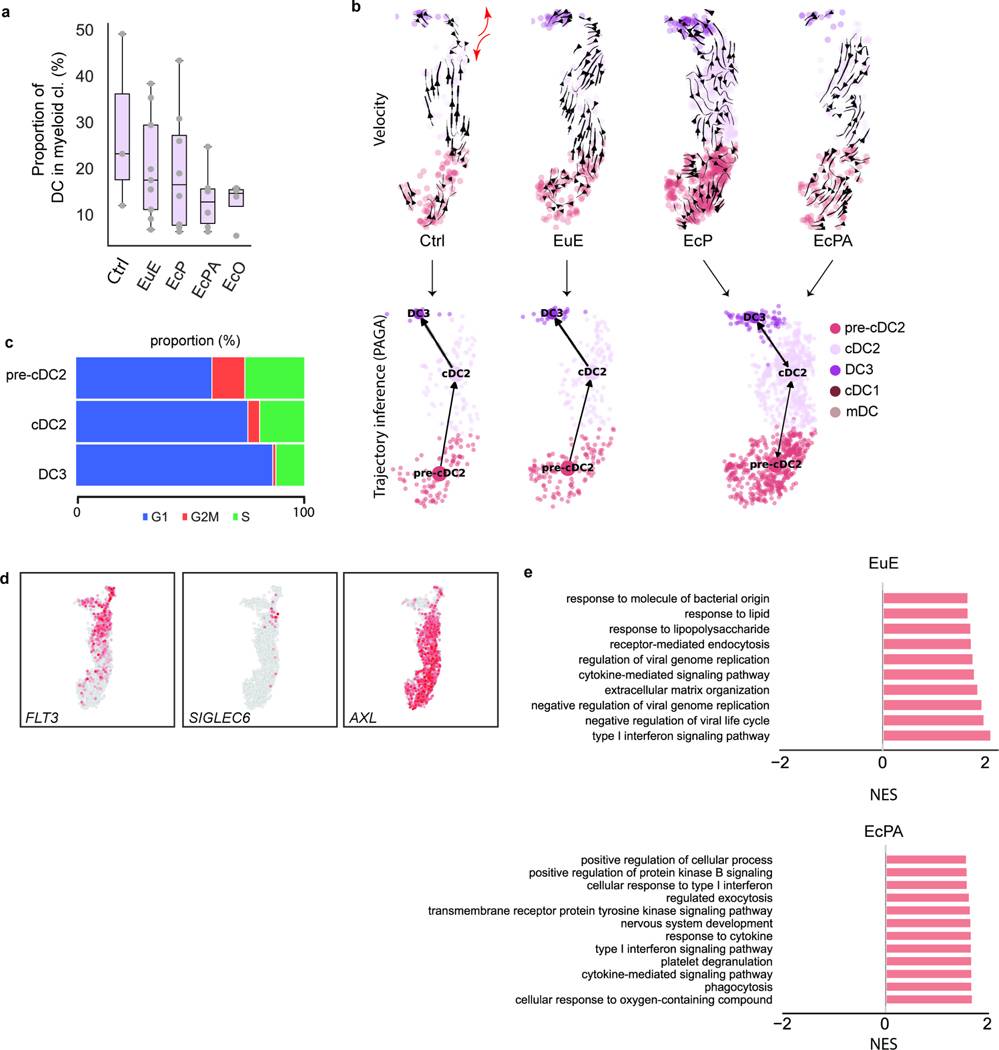 a
Proportion of
DC in myeloid cl. (%)
50
40
30
20
10
Ctrl
EuE
EcP
EcPA
EcO
b
Velocity
Ctrl
EuE
EcP
EcPA
Trajectory inference (PAGA)
DC3
cDC2
pre-cDC2
DC3
cDC2
pre-cDC2
DC3
cDC2
pre-cDC2
pre-cDC2
cDC2
DC3
cDC1
mDC
c
proportion (%)
pre-cDC2
cDC2
DC3
0
100
G1
G2M
S
d
FLT3
SIGLEC6
AXL
e
EuE
response to molecule of bacterial origin
response to lipid
response to lipopolysaccharide
receptor-mediated endocytosis
regulation of viral genome replication
cytokine-mediated signaling pathway
extracellular matrix organization
negative regulation of viral genome replication
negative regulation of viral life cycle
type I interferon signaling pathway
−2
0
2
NES
EcPA
positive regulation of cellular process
positive regulation of protein kinase B signaling
cellular response to type I interferon
regulated exocytosis
transmembrane receptor protein tyrosine kinase signaling pathway
nervous system development
response to cytokine
type I interferon signaling pathway
platelet degranulation
cytokine-mediated signaling pathway
phagocytosis
cellular response to oxygen-containing compound
−2
0
2
NES